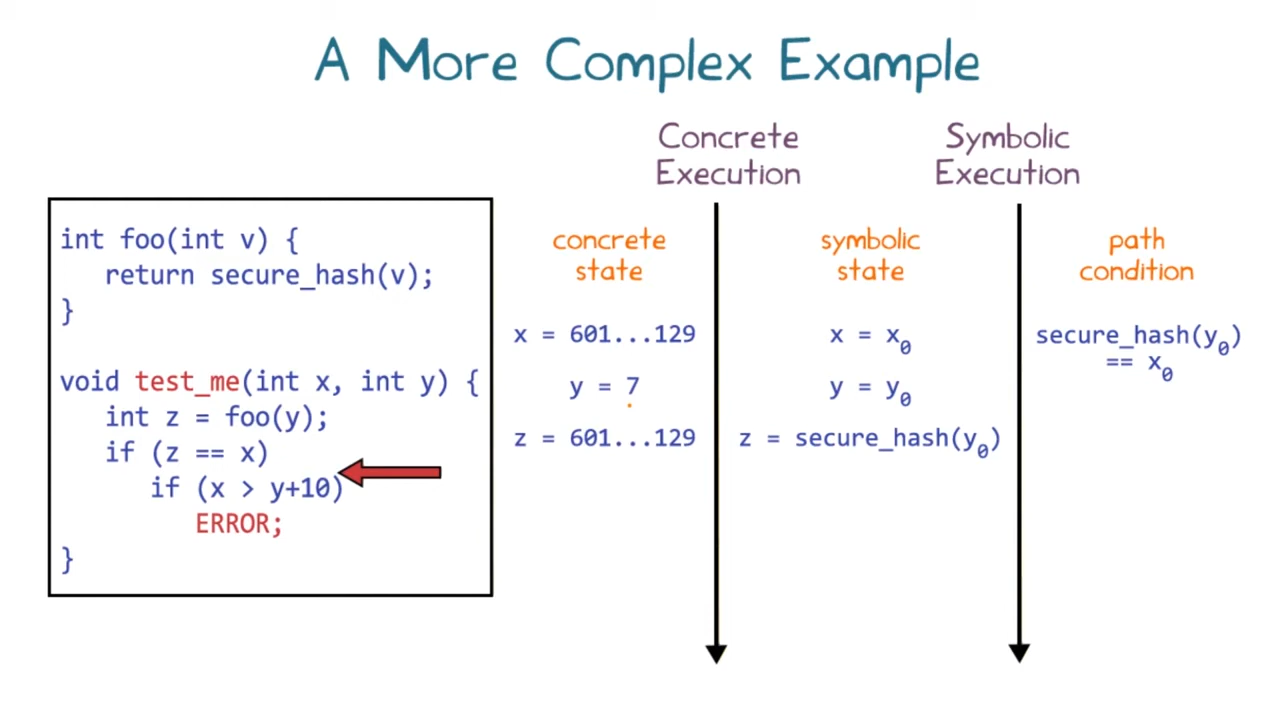 A More Complex Example
Concrete
Execution
Symbolic
Execution
int foo(int v) {
return secure_hash(v);
}
void test_me(int x, int y) {
int z = foo(y);
if (z == x)
if (x > y+10)
ERROR;
}
concrete
state
x = 601...129
y = 7
z = 601...129
symbolic
state
x = x₀
y = y₀
z = secure_hash(y₀)
path
condition
secure_hash(y₀)
== x₀